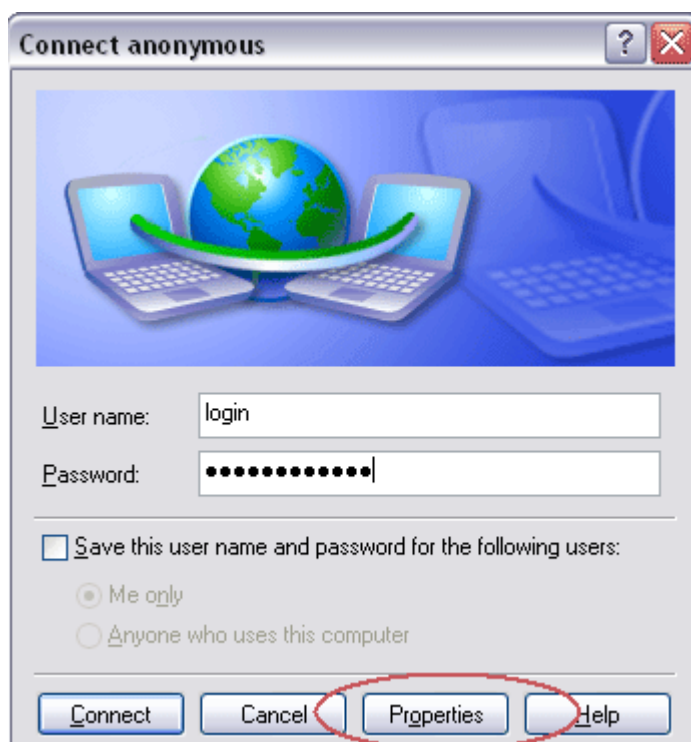 Connect anonymous
User name:
login
Password:
••••••••••••
Save this user name and password for the following users:
Me only
Anyone who uses this computer
Connect Cancel Properties Help